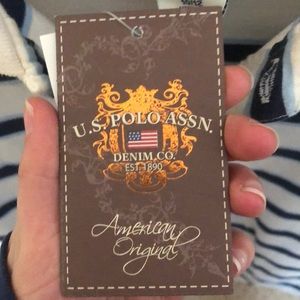 U.S. POLO ASSN.
DENIM CO.
EST. 1890
American
Original